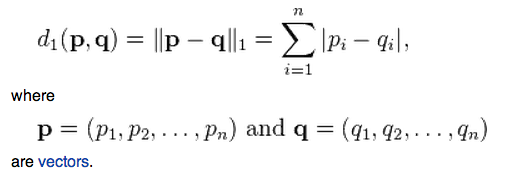 d₁(p, q) = ‖p − q‖₁ = ∑ⁿᵢ₌₁ |pᵢ − qᵢ|,
where
p = (p₁, p₂, . . . , pₙ) and q = (q₁, q₂, . . . , qₙ)
are vectors.